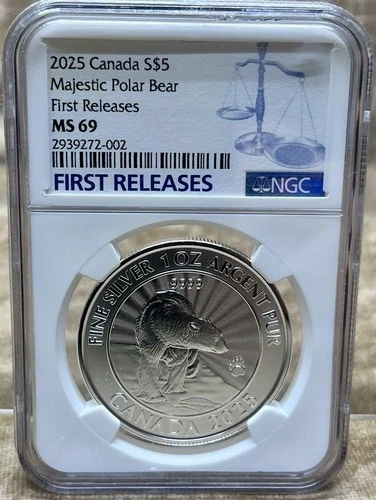 2025 Canada S$5
Majestic Polar Bear
First Releases
MS 69
2939272-002
FIRST RELEASES
NGC
FINE SILVER 1 OZ ARGENT PUR
9999
CANADA 2025